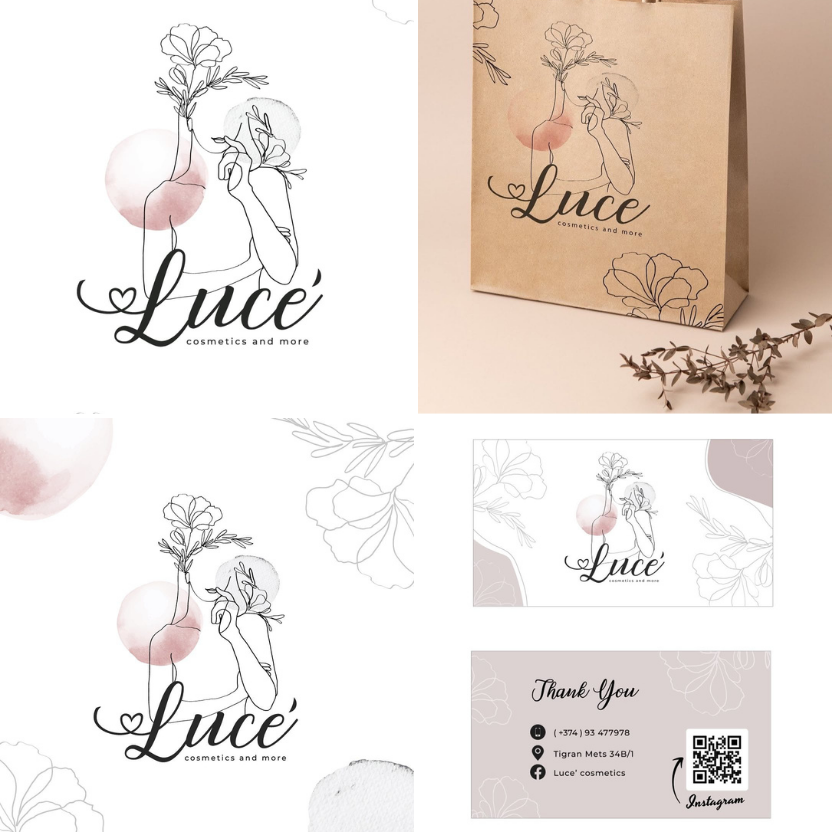 Luce'
cosmetics and more
Luce
cosmetics and more
Luce'
cosmetics and more
Luce'
cosmetics and more
Thank You
( +374 ) 93 477978
Tigran Mets 34B/1
Luce' cosmetics
Instagram